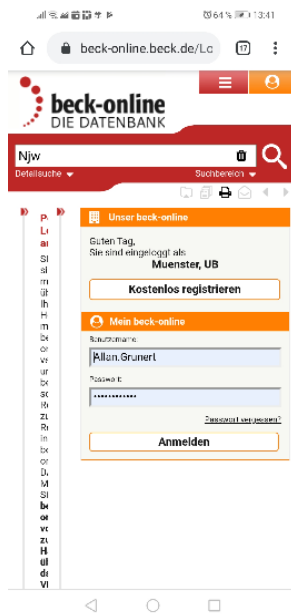 64 % 13:41
beck-online.beck.de/Lc
17
beck-online
DIE DATENBANK
Njw
Detailsuche
Suchbereich
Unser beck-online
Guten Tag,
Sie sind eingeloggt als
Muenster, UB
Kostenlos registrieren
Mein beck-online
Benutzername:
Allan.Grunert
Passwort:
••••••••••••
Passwort vergessen?
Anmelden